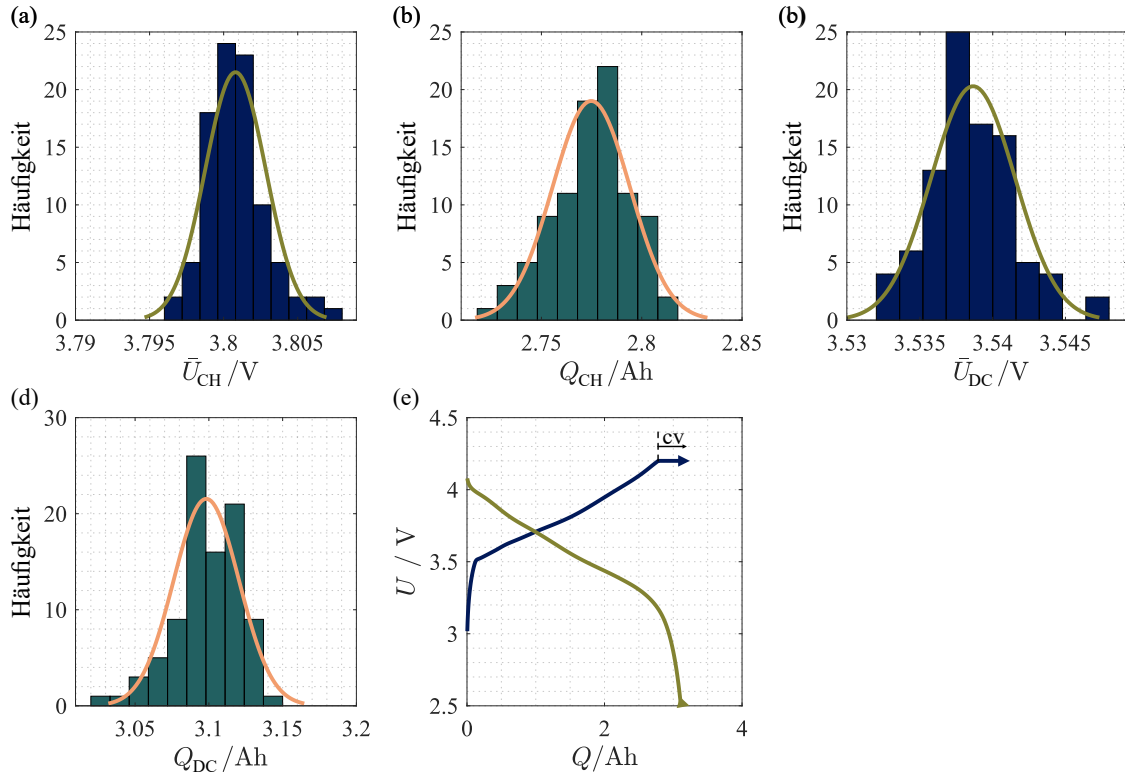 (a)
25
20
15
10
5
0
Häufigkeit
3.79
3.795
3.8
3.805
Ū_CH/V
(b)
25
20
15
10
5
0
Häufigkeit
2.75
2.8
2.85
Q_CH/Ah
(b)
25
20
15
10
5
0
Häufigkeit
3.53
3.535
3.54
3.545
Ū_DC/V
(d)
30
20
10
0
Häufigkeit
3.05
3.1
3.15
3.2
Q_DC/Ah
(e)
4.5
4
3.5
3
2.5
U / V
cv
0
2
4
Q/Ah